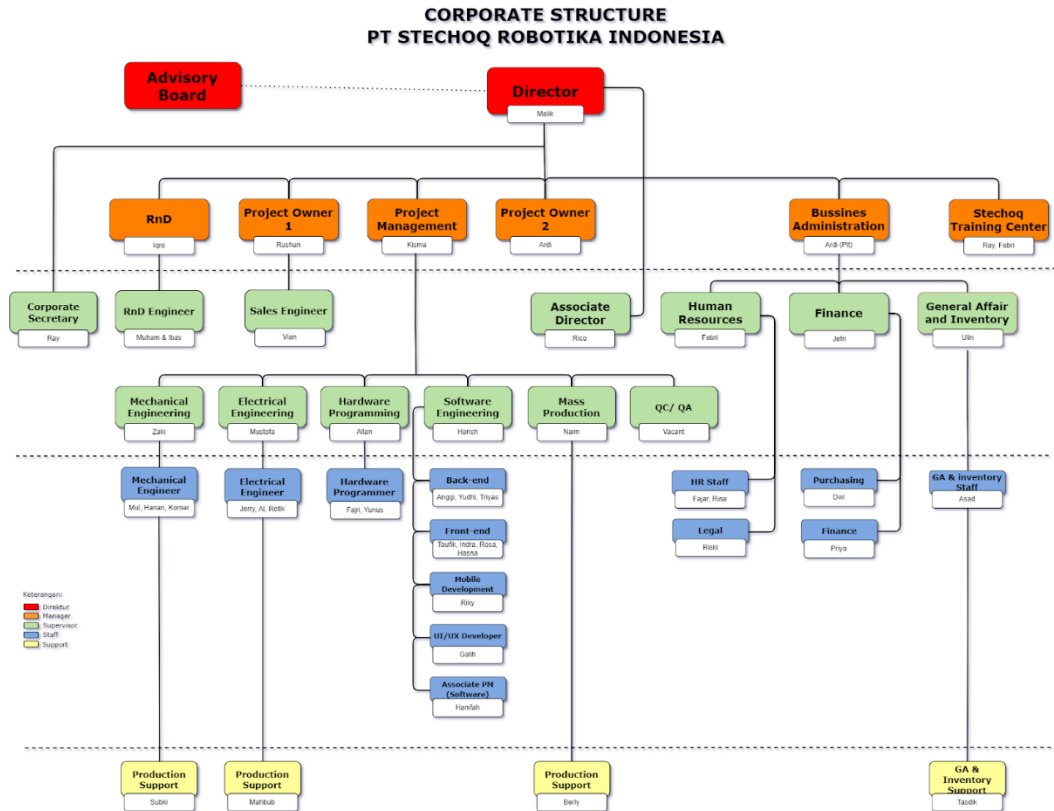 CORPORATE STRUCTURE
PT STECHOQ ROBOTIKA INDONESIA
Advisory
Board
Director
Malik
RnD
Iqro
Project Owner
1
Rushan
Project
Management
Kisma
Project Owner
2
Ardi
Bussines
Administration
Ardi (Plt)
Stechoq
Training Center
Ray, Febri
Corporate
Secretary
Ray
RnD Engineer
Muham & Ibas
Sales Engineer
Vian
Associate
Director
Rico
Human
Resources
Febri
Finance
Jefri
General Affair
and Inventory
Ulin
Mechanical
Engineering
Zaki
Electrical
Engineering
Mustofa
Hardware
Programming
Allan
Software
Engineering
Harish
Mass
Production
Naim
QC/ QA
Vacant
Mechanical
Engineer
Mul, Hanan, Komar
Electrical
Engineer
Jerry, Al, Rofik
Hardware
Programmer
Fajri, Yunus
Back-end
Anggi, Yudhi, Triyas
Front-end
Taufik, Indra, Rosa,
Hasna
Mobile
Development
Riky
UI/UX Developer
Galih
Associate PM
(Software)
Hanifah
HR Staff
Fajar, Rina
Legal
Riski
Purchasing
Dwi
Finance
Priyo
GA & inventory
Staff
Asad
Keterangan:
Direktur
Manager
Supervisor
Staff
Support
Production
Support
Subki
Production
Support
Mahbub
Production
Support
Berly
GA &
Inventory
Support
Tasdik